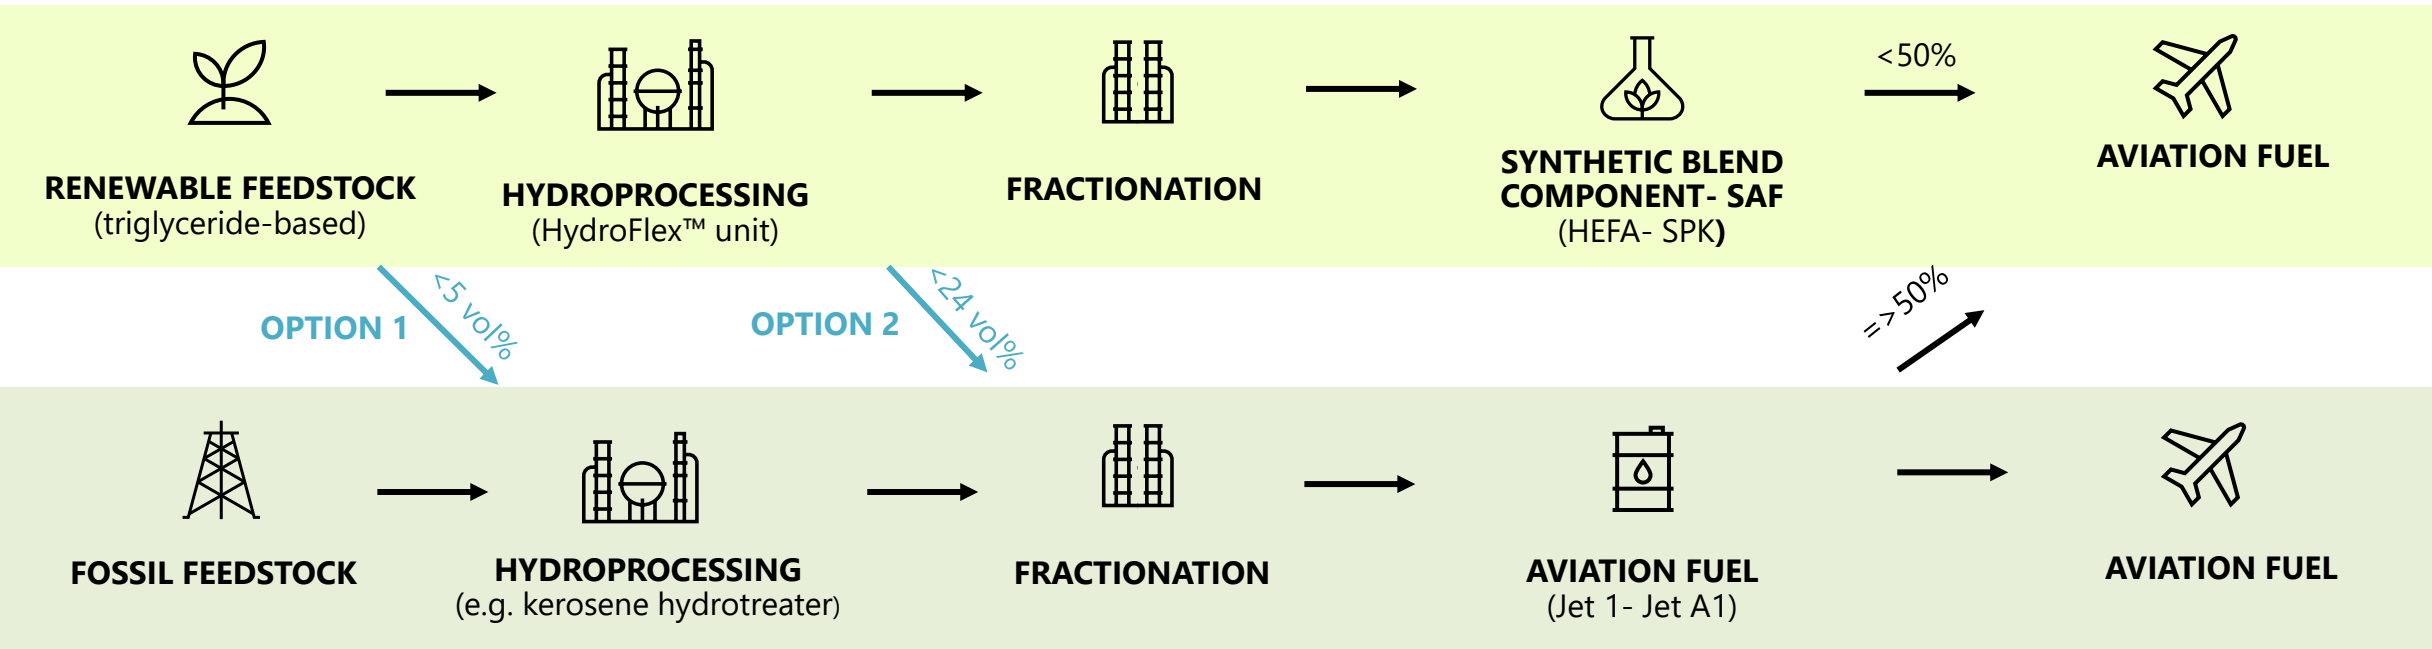 RENEWABLE FEEDSTOCK
(triglyceride-based)
HYDROPROCESSING
(HydroFlex™ unit)
FRACTIONATION
SYNTHETIC BLEND
COMPONENT- SAF
(HEFA- SPK)
<50%
AVIATION FUEL
OPTION 1
<5 vol%
OPTION 2
<24 vol%
=>50%
FOSSIL FEEDSTOCK
HYDROPROCESSING
(e.g. kerosene hydrotreater)
FRACTIONATION
AVIATION FUEL
(Jet 1- Jet A1)
AVIATION FUEL